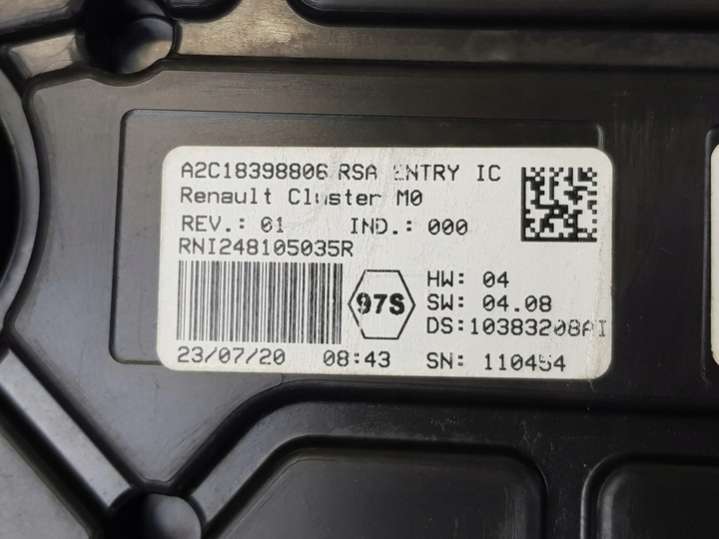 A2C18398806 RSA ENTRY IC
Renault Cluster M0
REV.: 01 IND.: 000
RNI248105035R
97S
HW: 04
SW: 04.08
DS:10383208AI
23/07/20 08:43 SN: 110454